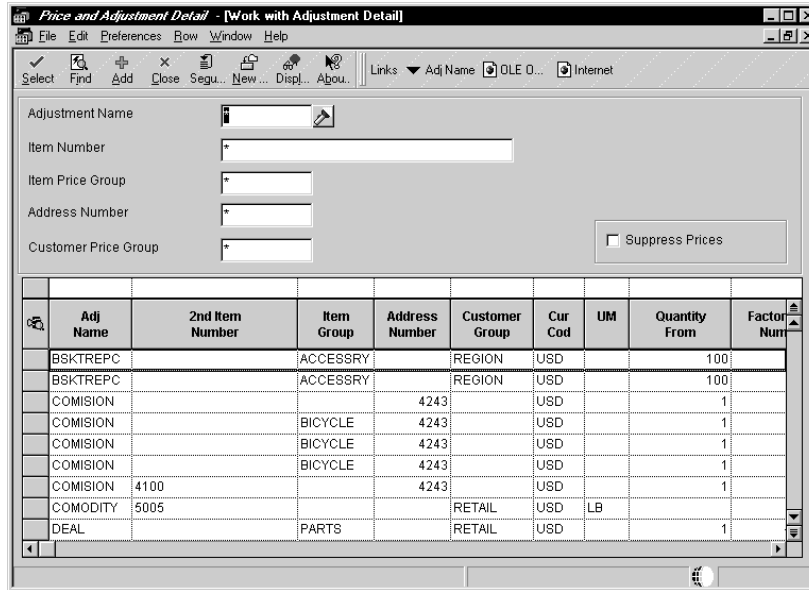 Price and Adjustment Detail - [Work with Adjustment Detail]
File Edit Preferences Row Window Help
Select Find Add Close Segu... New ... Displ... Abou.. Links Adj Name OLE O... Internet
Adjustment Name *
Item Number *
Item Price Group *
Address Number *
Customer Price Group *
Suppress Prices
Adj Name 2nd Item Number Item Group Address Number Customer Group Cur Cod UM Quantity From Factor Num
BSKTREPC ACCESSRY REGION USD 100
BSKTREPC ACCESSRY REGION USD 100
COMISION 4243 USD 1
COMISION BICYCLE 4243 USD 1
COMISION BICYCLE 4243 USD 1
COMISION BICYCLE 4243 USD 1
COMISION 4100 4243 USD 1
COMODITY 5005 RETAIL USD LB
DEAL PARTS RETAIL USD 1